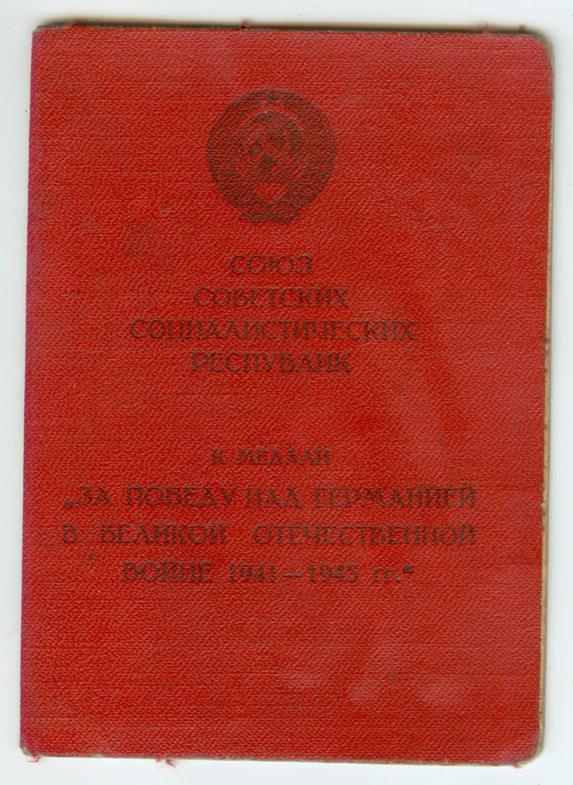 СОЮЗ
СОВЕТСКИХ
СОЦИАЛИСТИЧЕСКИХ
РЕСПУБЛИК
К МЕДАЛИ
„ЗА ПОБЕДУ НАД ГЕРМАНИЕЙ
В ВЕЛИКОЙ ОТЕЧЕСТВЕННОЙ
ВОЙНЕ 1941—1945 гг.“